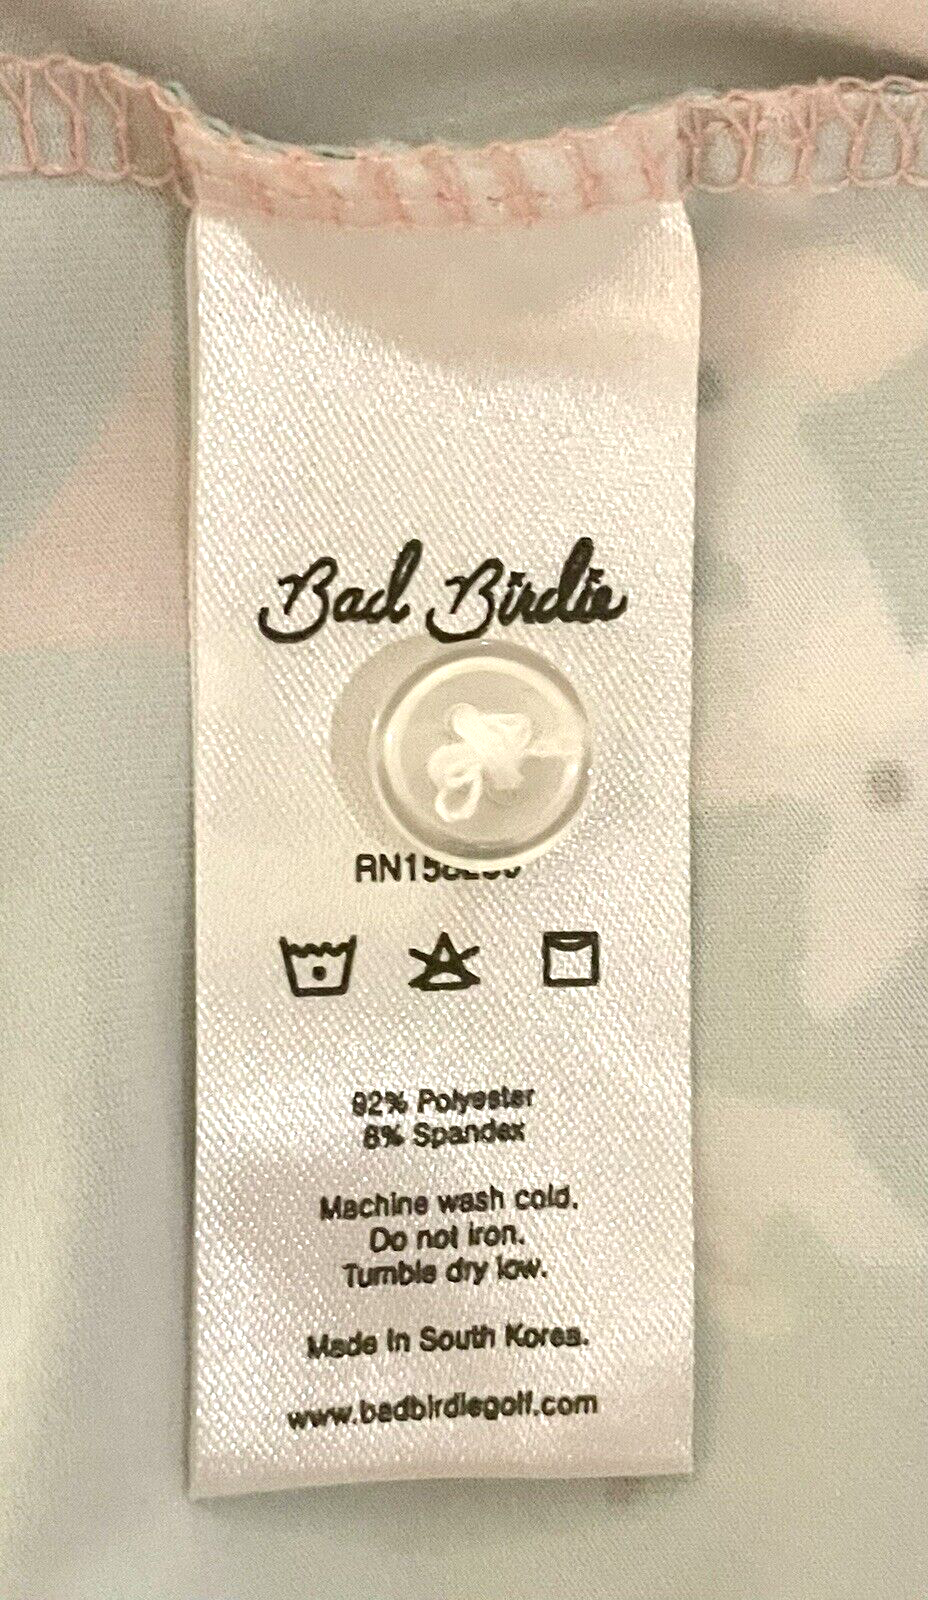 Bad Birdie
92% Polyester
8% Spandex
Machine wash cold.
Do not iron.
Tumble dry low.
Made in South Korea.
www.badbirdiegolf.com